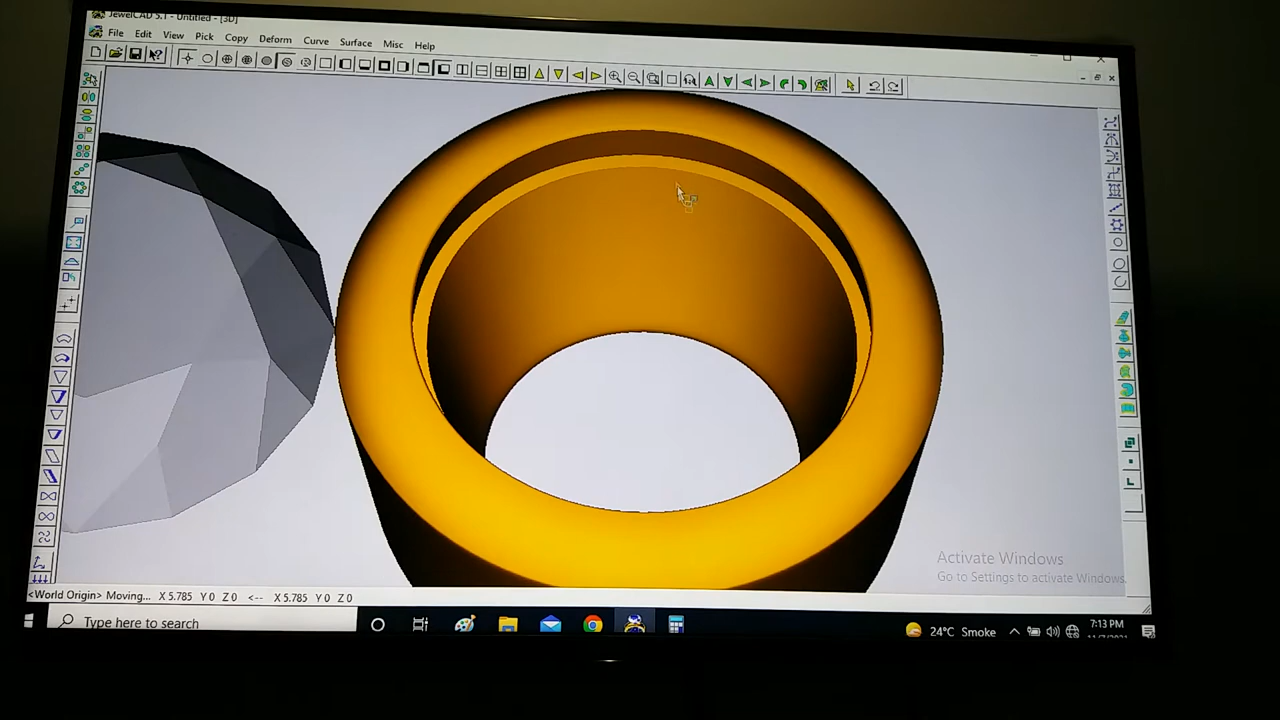 JewelCAD 5.1 - Untitled - [3D]
File Edit View Pick Copy Deform Curve Surface Misc Help
Activate Windows
Go to Settings to activate Windows.
<World Origin> Moving... X 5.785 Y 0 Z 0 <-- X 5.785 Y 0 Z 0
Type here to search
24°C Smoke
7:13 PM